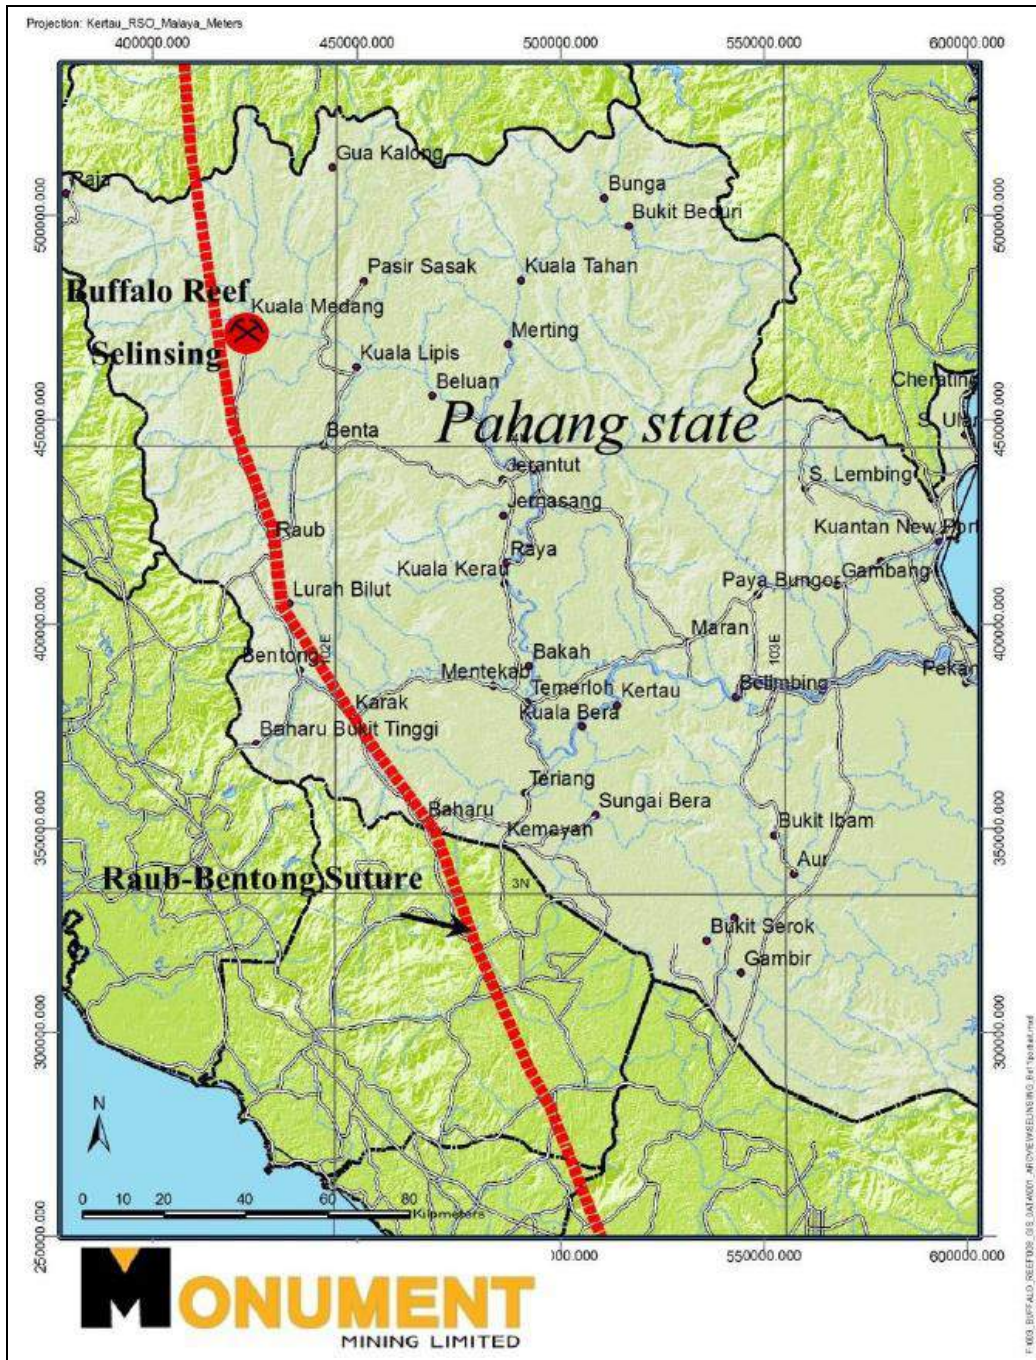 Projection: Kertau_RSO_Malaya_Meters
400000.000 450000.000 500000.000 550000.000 600000.000
Gua Kalong
Raja
Bunga
Bukit Beduri
500000.000
500000.000
Pasir Sasak
Kuala Tahan
Buffalo Reef
Kuala Medang
Merting
Selinsing
Kuala Lipis
Beluan
Cherating
Pahang state
S. Ular
450000.000
450000.000
Benta
Jerantut
S. Lembing
Jernasang
Kuantan New Port
Raub
Raya
Kuala Kerau
Gambang
Paya Bungor
Lurah Bilut
400000.000
400000.000
Maran
102E
103E
Bentong
Bakah
Mentekab
Pekan
Karak
Temerloh
Kertau
Belimbing
Kuala Bera
Baharu Bukit Tinggi
Teriang
Sungai Bera
Baharu
Kemayan
Bukit Ibam
350000.000
350000.000
Aur
Raub-Bentong Suture
3N
Bukit Serok
Gambir
300000.000
300000.000
N
0 10 20 40 60 80
Kilometers
250000.000
550000.000 600000.000
MONUMENT
MINING LIMITED